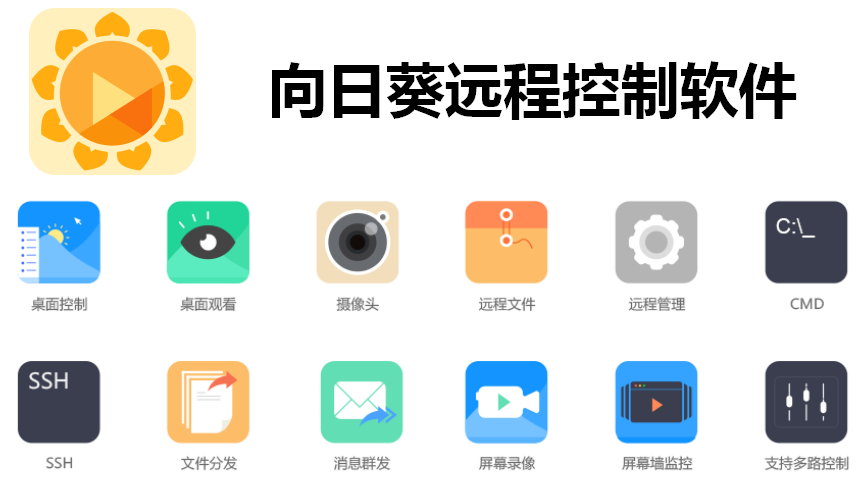 向日葵远程控制软件
C:\_
桌面控制
桌面观看
摄像头
远程文件
远程管理
CMD
SSH
SSH
文件分发
消息群发
屏幕录像
屏幕墙监控
支持多路控制